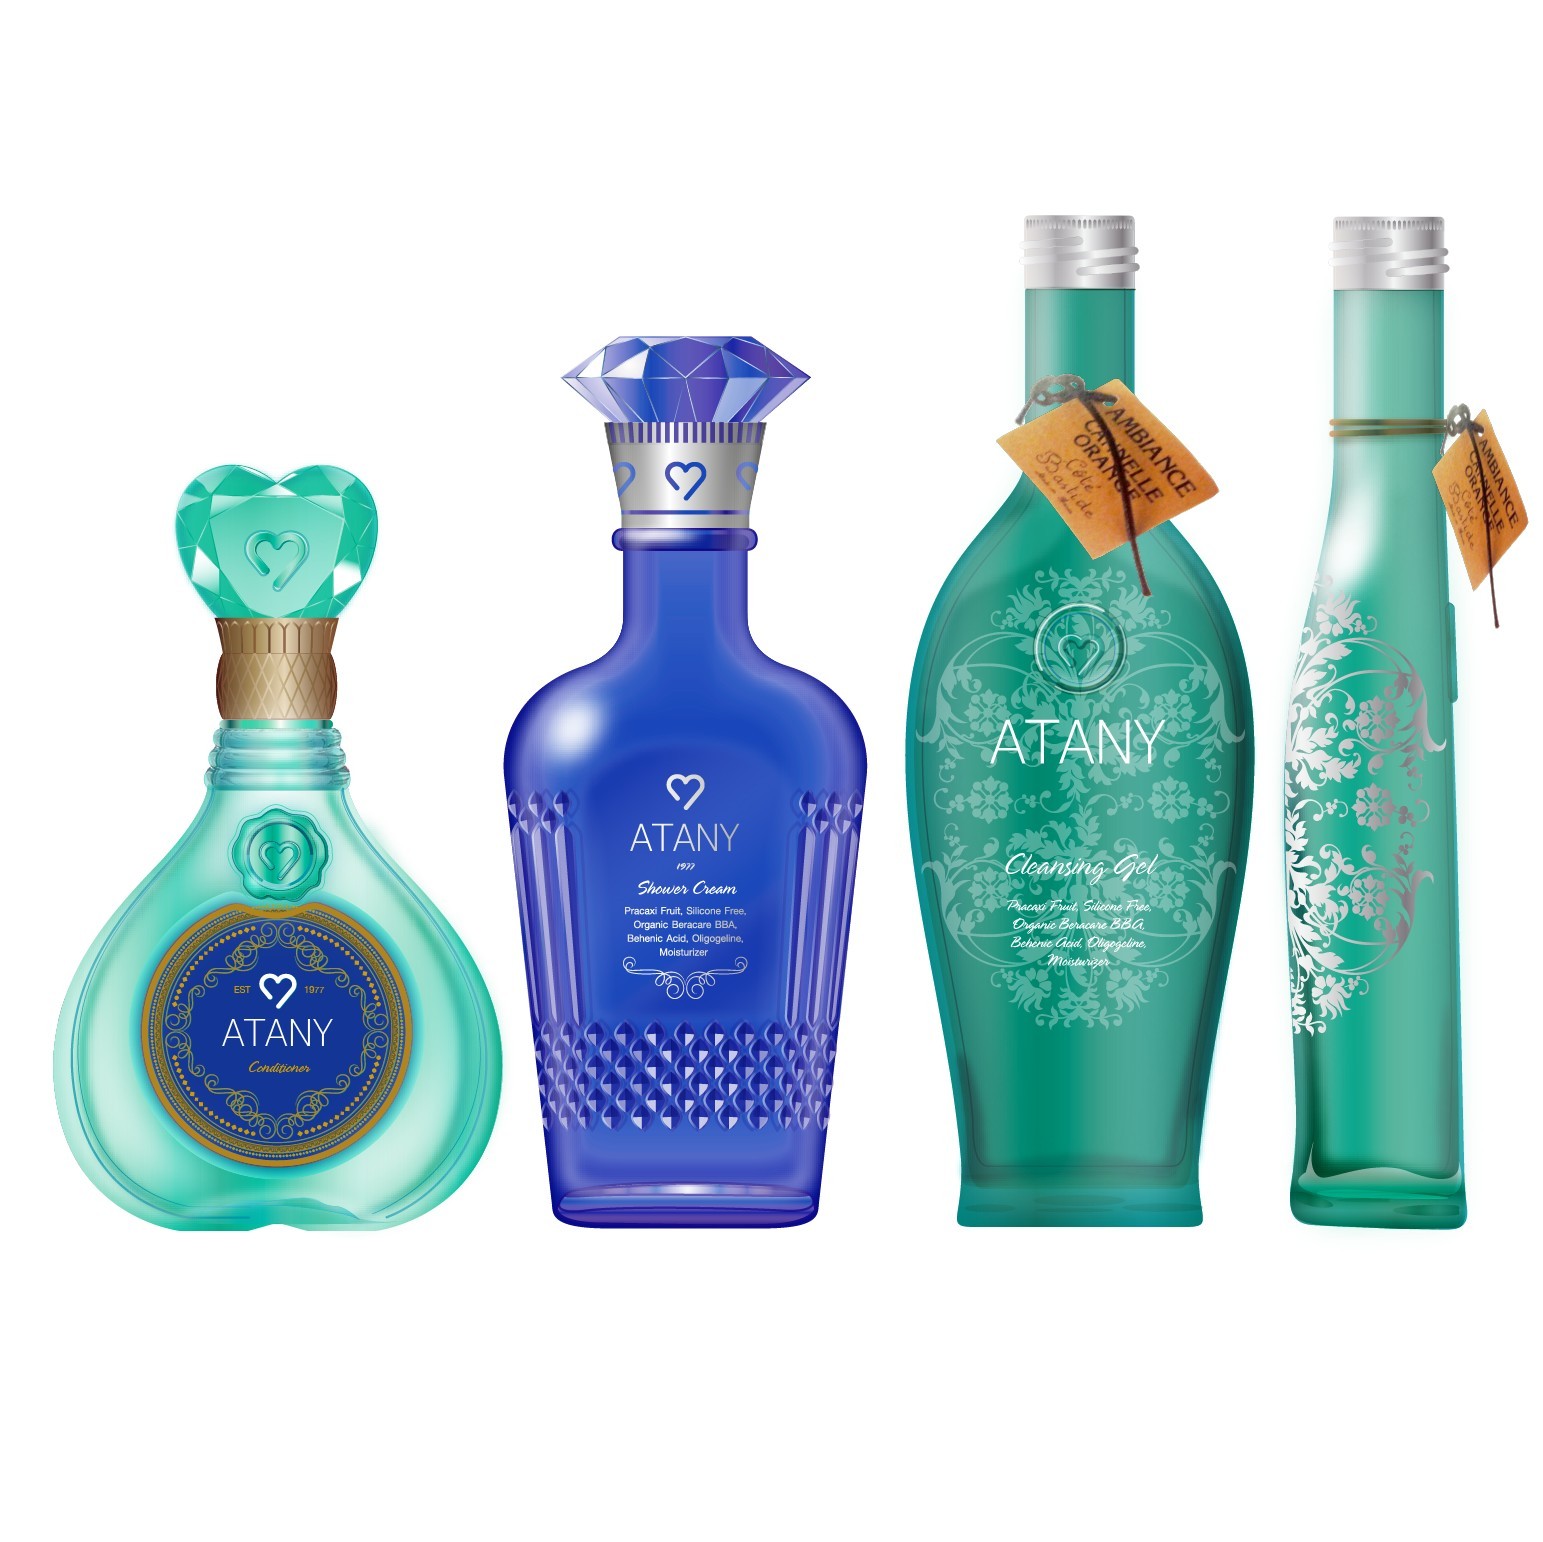 EST 1977
ATANY
Conditioner
ATANY
1977
Shower Cream
Pracaxi Fruit, Silicone Free,
Organic Beracare BBA,
Behenic Acid, Oligogeline,
Moisturizer
AMBIANCE
CANNELLE
ORANGE
Côté
Bastide
ATANY
Cleansing Gel
Pracaxi Fruit, Silicone Free,
Organic Beracare BBA,
Behenic Acid, Oligogeline,
Moisturizer
AMBIANCE
CANNELLE
ORANGE
Côté
Bastide